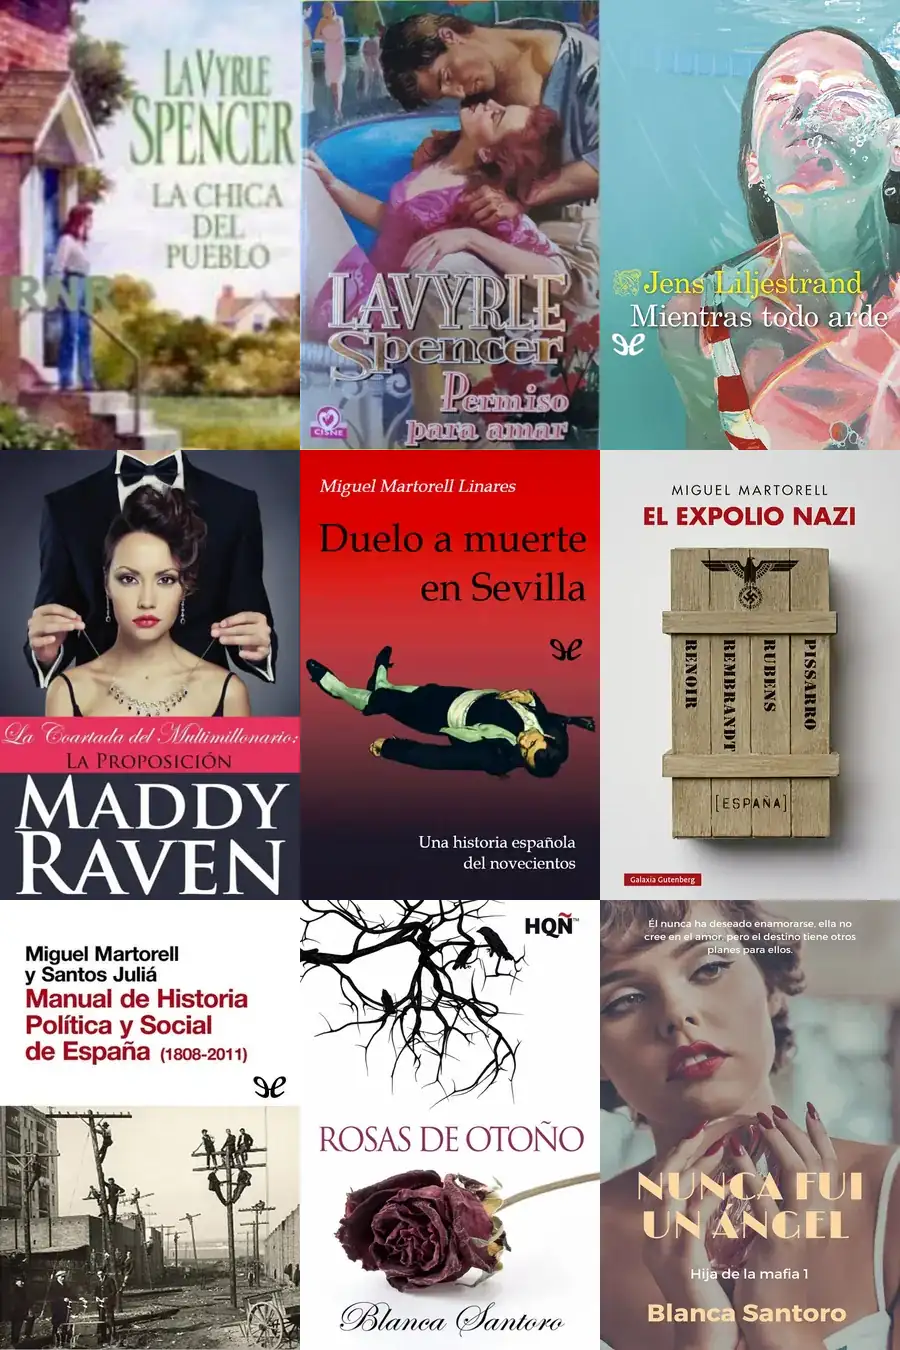 LAVYRLE
SPENCER
LA CHICA
DEL
PUEBLO
RNR
LAVYRLE
Spencer
Permiso
para amar
CISNE
Jens Liljestrand
Mientras todo arde
La Coartada del Multimillonario:
LA PROPOSICIÓN
MADDY
RAVEN
Miguel Martorell Linares
Duelo a muerte
en Sevilla
Una historia española
del novecientos
MIGUEL MARTORELL
EL EXPOLIO NAZI
RENOIR
REMBRANDT
RUBENS
PISSARRO
[ESPAÑA]
Galaxia Gutenberg
Miguel Martorell
y Santos Juliá
Manual de Historia
Política y Social
de España (1808-2011)
HQÑ™
ROSAS DE OTOÑO
Blanca Santoro
Él nunca ha deseado enamorarse, ella no
cree en el amor, pero el destino tiene otros
planes para ellos.
NUNCA FUI
UN ÁNGEL
Hija de la mafia 1
Blanca Santoro